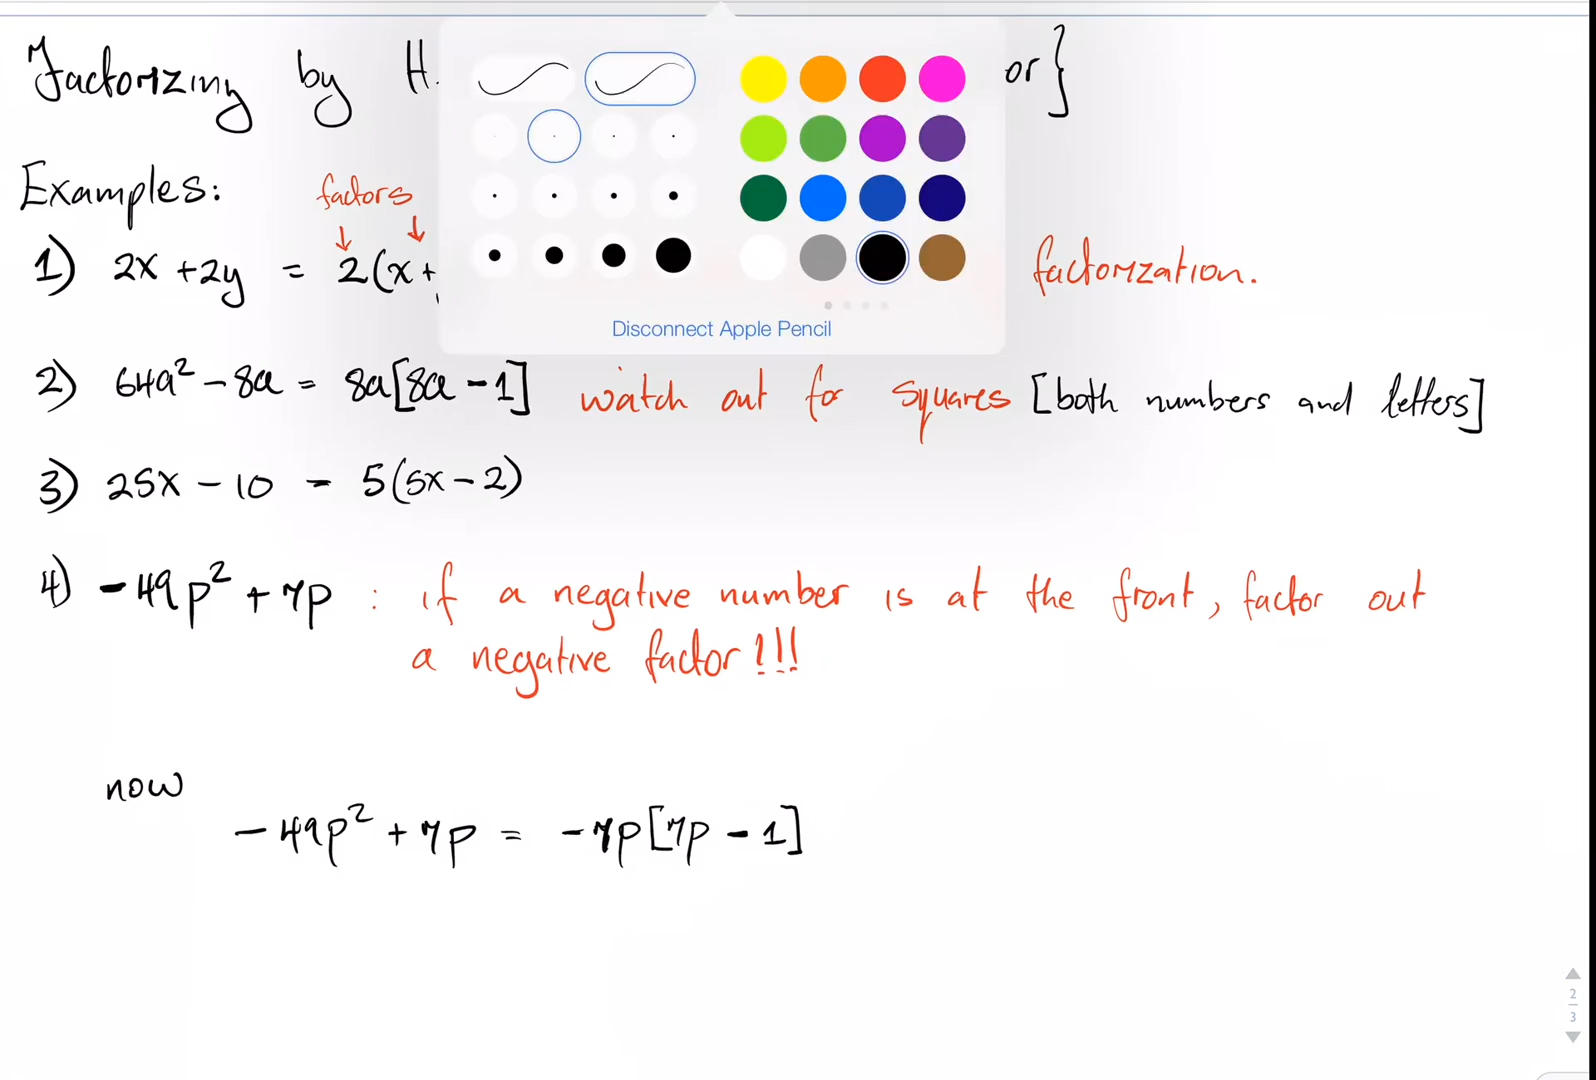 Factorizing by H. or}
Examples: factors
1) 2x + 2y = 2(x+ factorization.
Disconnect Apple Pencil
2) 64a² - 8a = 8a[8a - 1] watch out for squares [both numbers and letters]
3) 25x - 10 = 5(5x - 2)
4) -49p² + 7p : if a negative number is at the front, factor out
a negative factor!!!
now
-49p² + 7p = -7p[7p - 1]
2
3